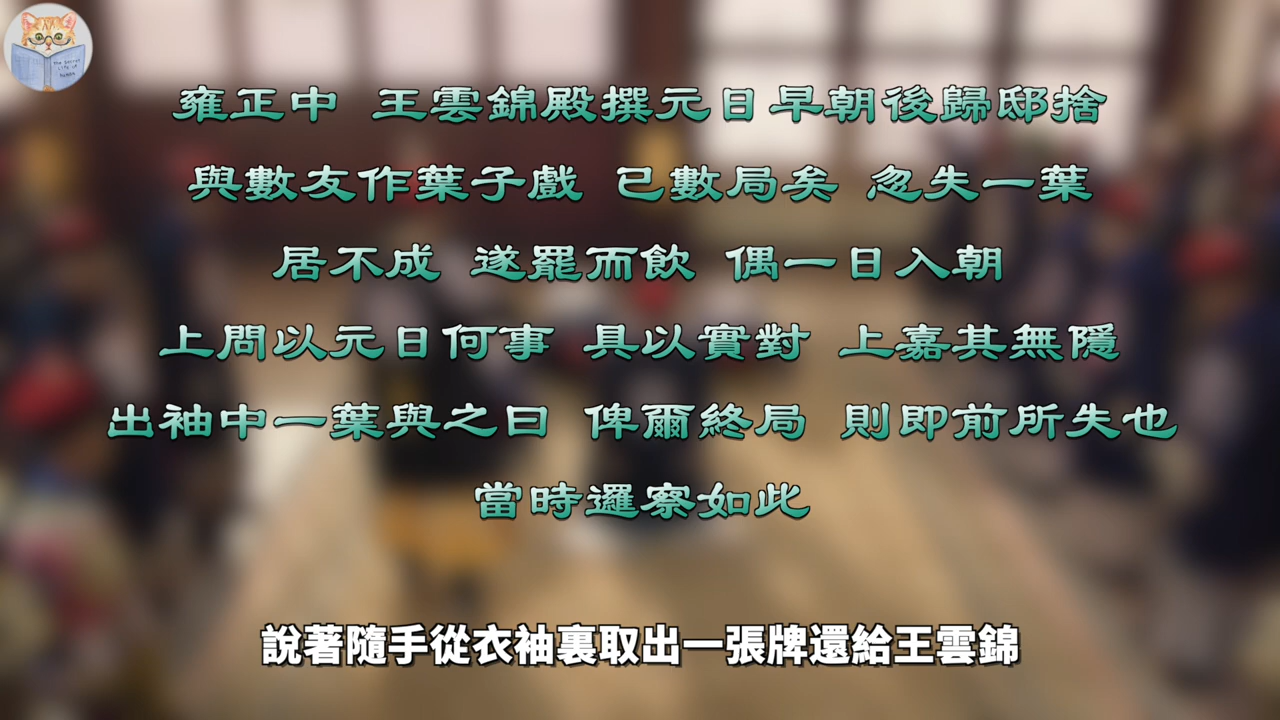 雍正中 王雲錦殿撰元日早朝後歸邸捨
與數友作葉子戲 已數局矣 忽失一葉
居不成 遂罷而飲 偶一日入朝
上問以元日何事 具以實對 上嘉其無隱
出袖中一葉與之曰 俾爾終局 則即前所失也
當時邏察如此
說著隨手從衣袖裏取出一張牌還給王雲錦